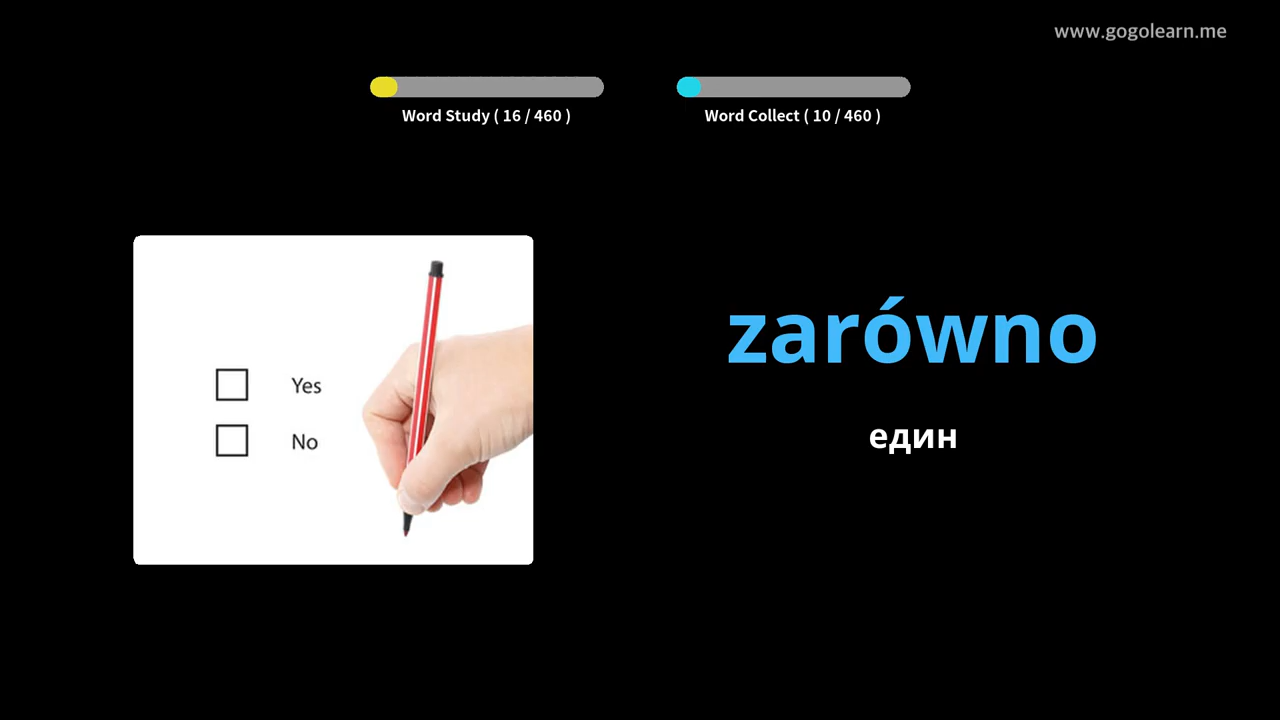 www.gogolearn.me
Word Study ( 16 / 460 )
Word Collect ( 10 / 460 )
Yes
No
zarówno
един